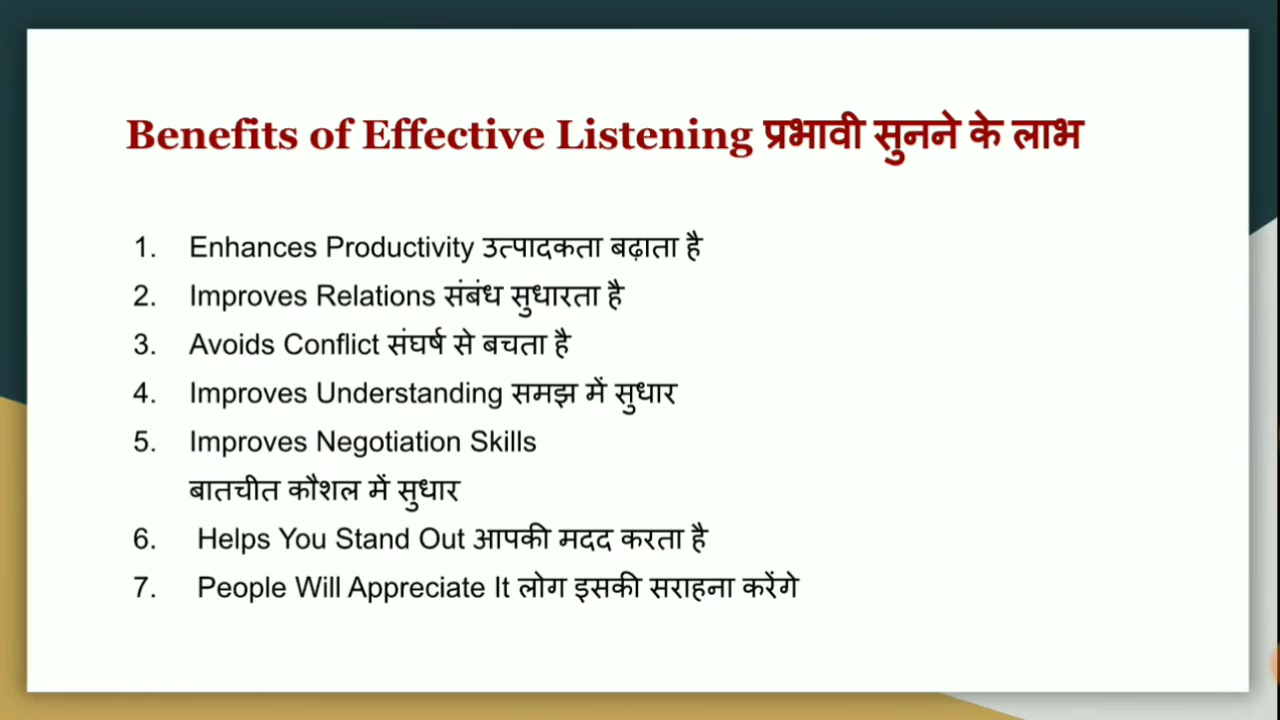 Benefits of Effective Listening प्रभावी सुनने के लाभ
1. Enhances Productivity उत्पादकता बढ़ाता है
2. Improves Relations संबंध सुधारता है
3. Avoids Conflict संघर्ष से बचता है
4. Improves Understanding समझ में सुधार
5. Improves Negotiation Skills
बातचीत कौशल में सुधार
6. Helps You Stand Out आपकी मदद करता है
7. People Will Appreciate It लोग इसकी सराहना करेंगे